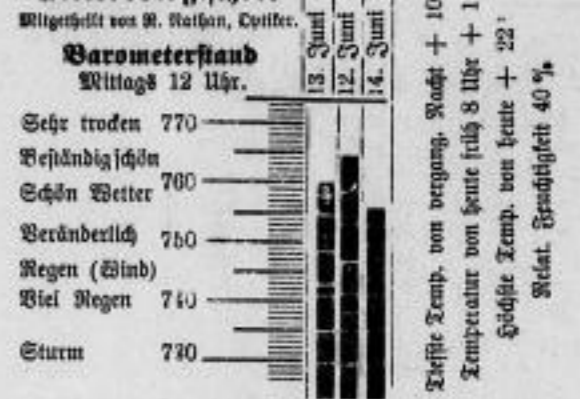 Mitgetheilt von R. Nathan, Optiker.
Barometerstand
Mittags 12 Uhr.
13. Juni
12. Juni
14. Juni
Sehr trocken 770
Beständig schön
760
Schön Wetter
Veränderlich 750
Regen (Wind)
Viel Regen 740
Sturm 730
Tiefste Temp. von vergang. Nacht + 10
Temperatur von heute früh 8 Uhr + 1
Höchste Temp. von heute + 22°
Relat. Feuchtigkeit 40 %